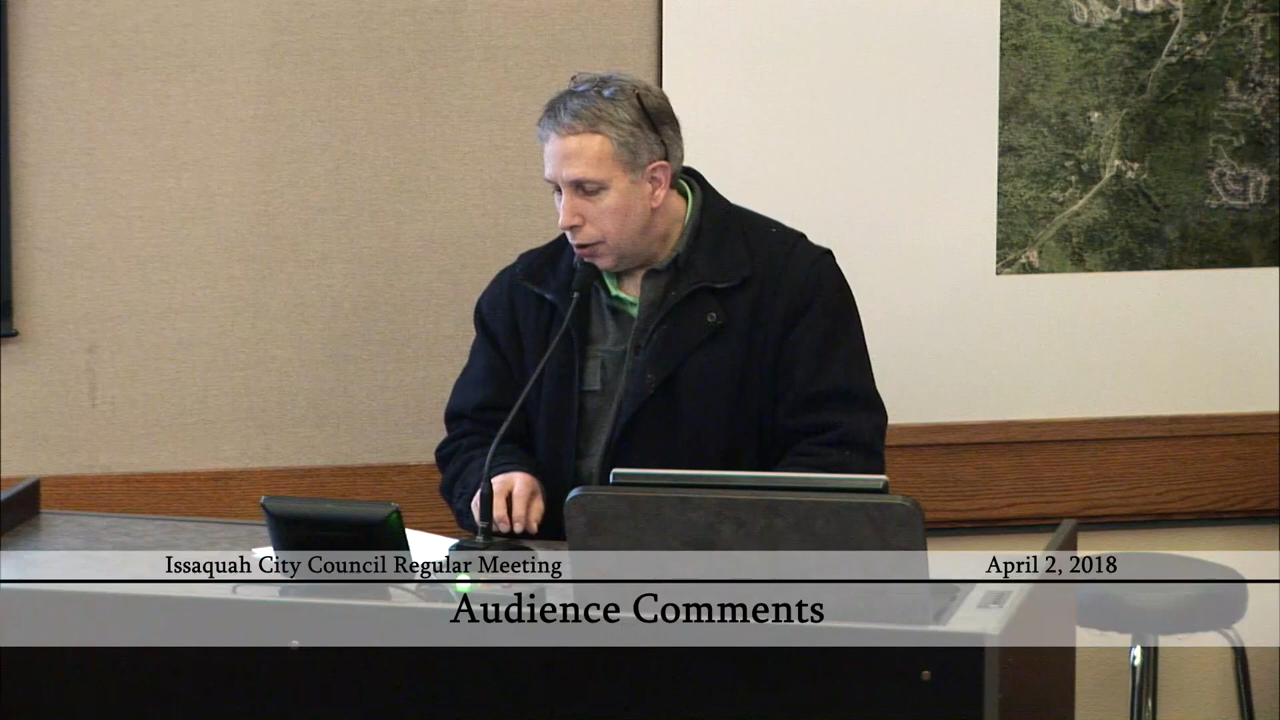 Issaquah City Council Regular Meeting
April 2, 2018
Audience Comments